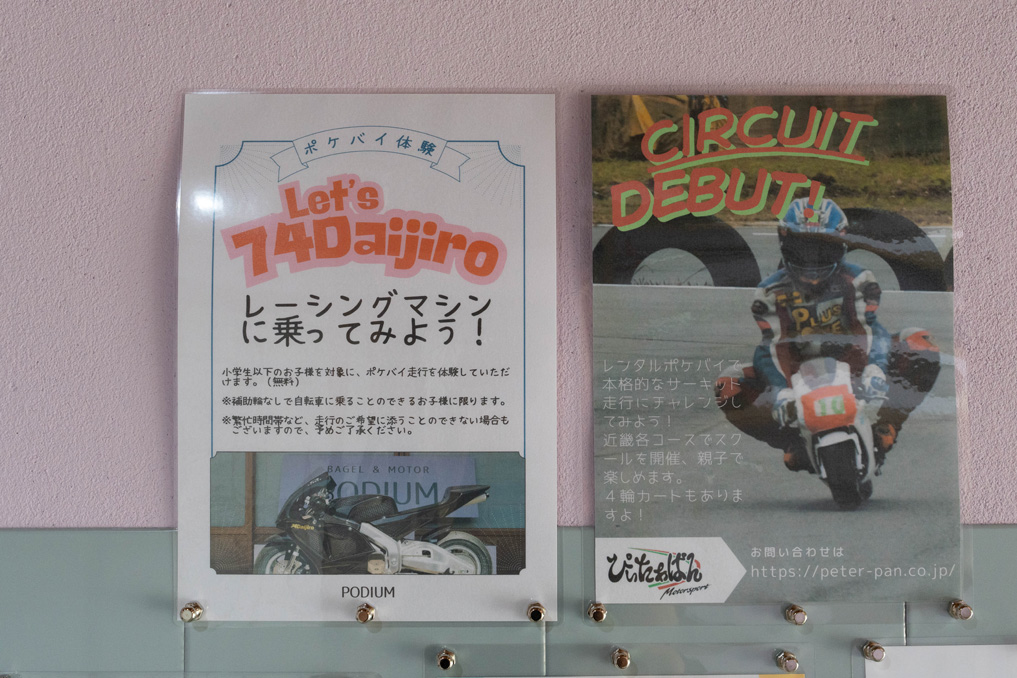 ポケバイ体験
Let's
74Daijiro
レーシングマシン
に乗ってみよう！
小学生以下のお子様を対象に、ポケバイ走行を体験していただ
けます。（無料）
※補助輪なしで自転車に乗ることのできるお子様に限ります。
※繁忙時間帯など、走行のご希望に添うことのできない場合も
ございますので、予めご了承ください。
BAGEL & MOTOR
PODIUM
PODIUM
CIRCUIT
DEBUT!
レンタルポケバイで
本格的なサーキット
走行にチャレンジし
てみよう！
近畿各コースでスク
ールを開催、親子で
楽しめます。
４輪カートもありま
すよ！
ぴぃたぁぱん
Motorsport
お問い合わせは
https://peter-pan.co.jp/